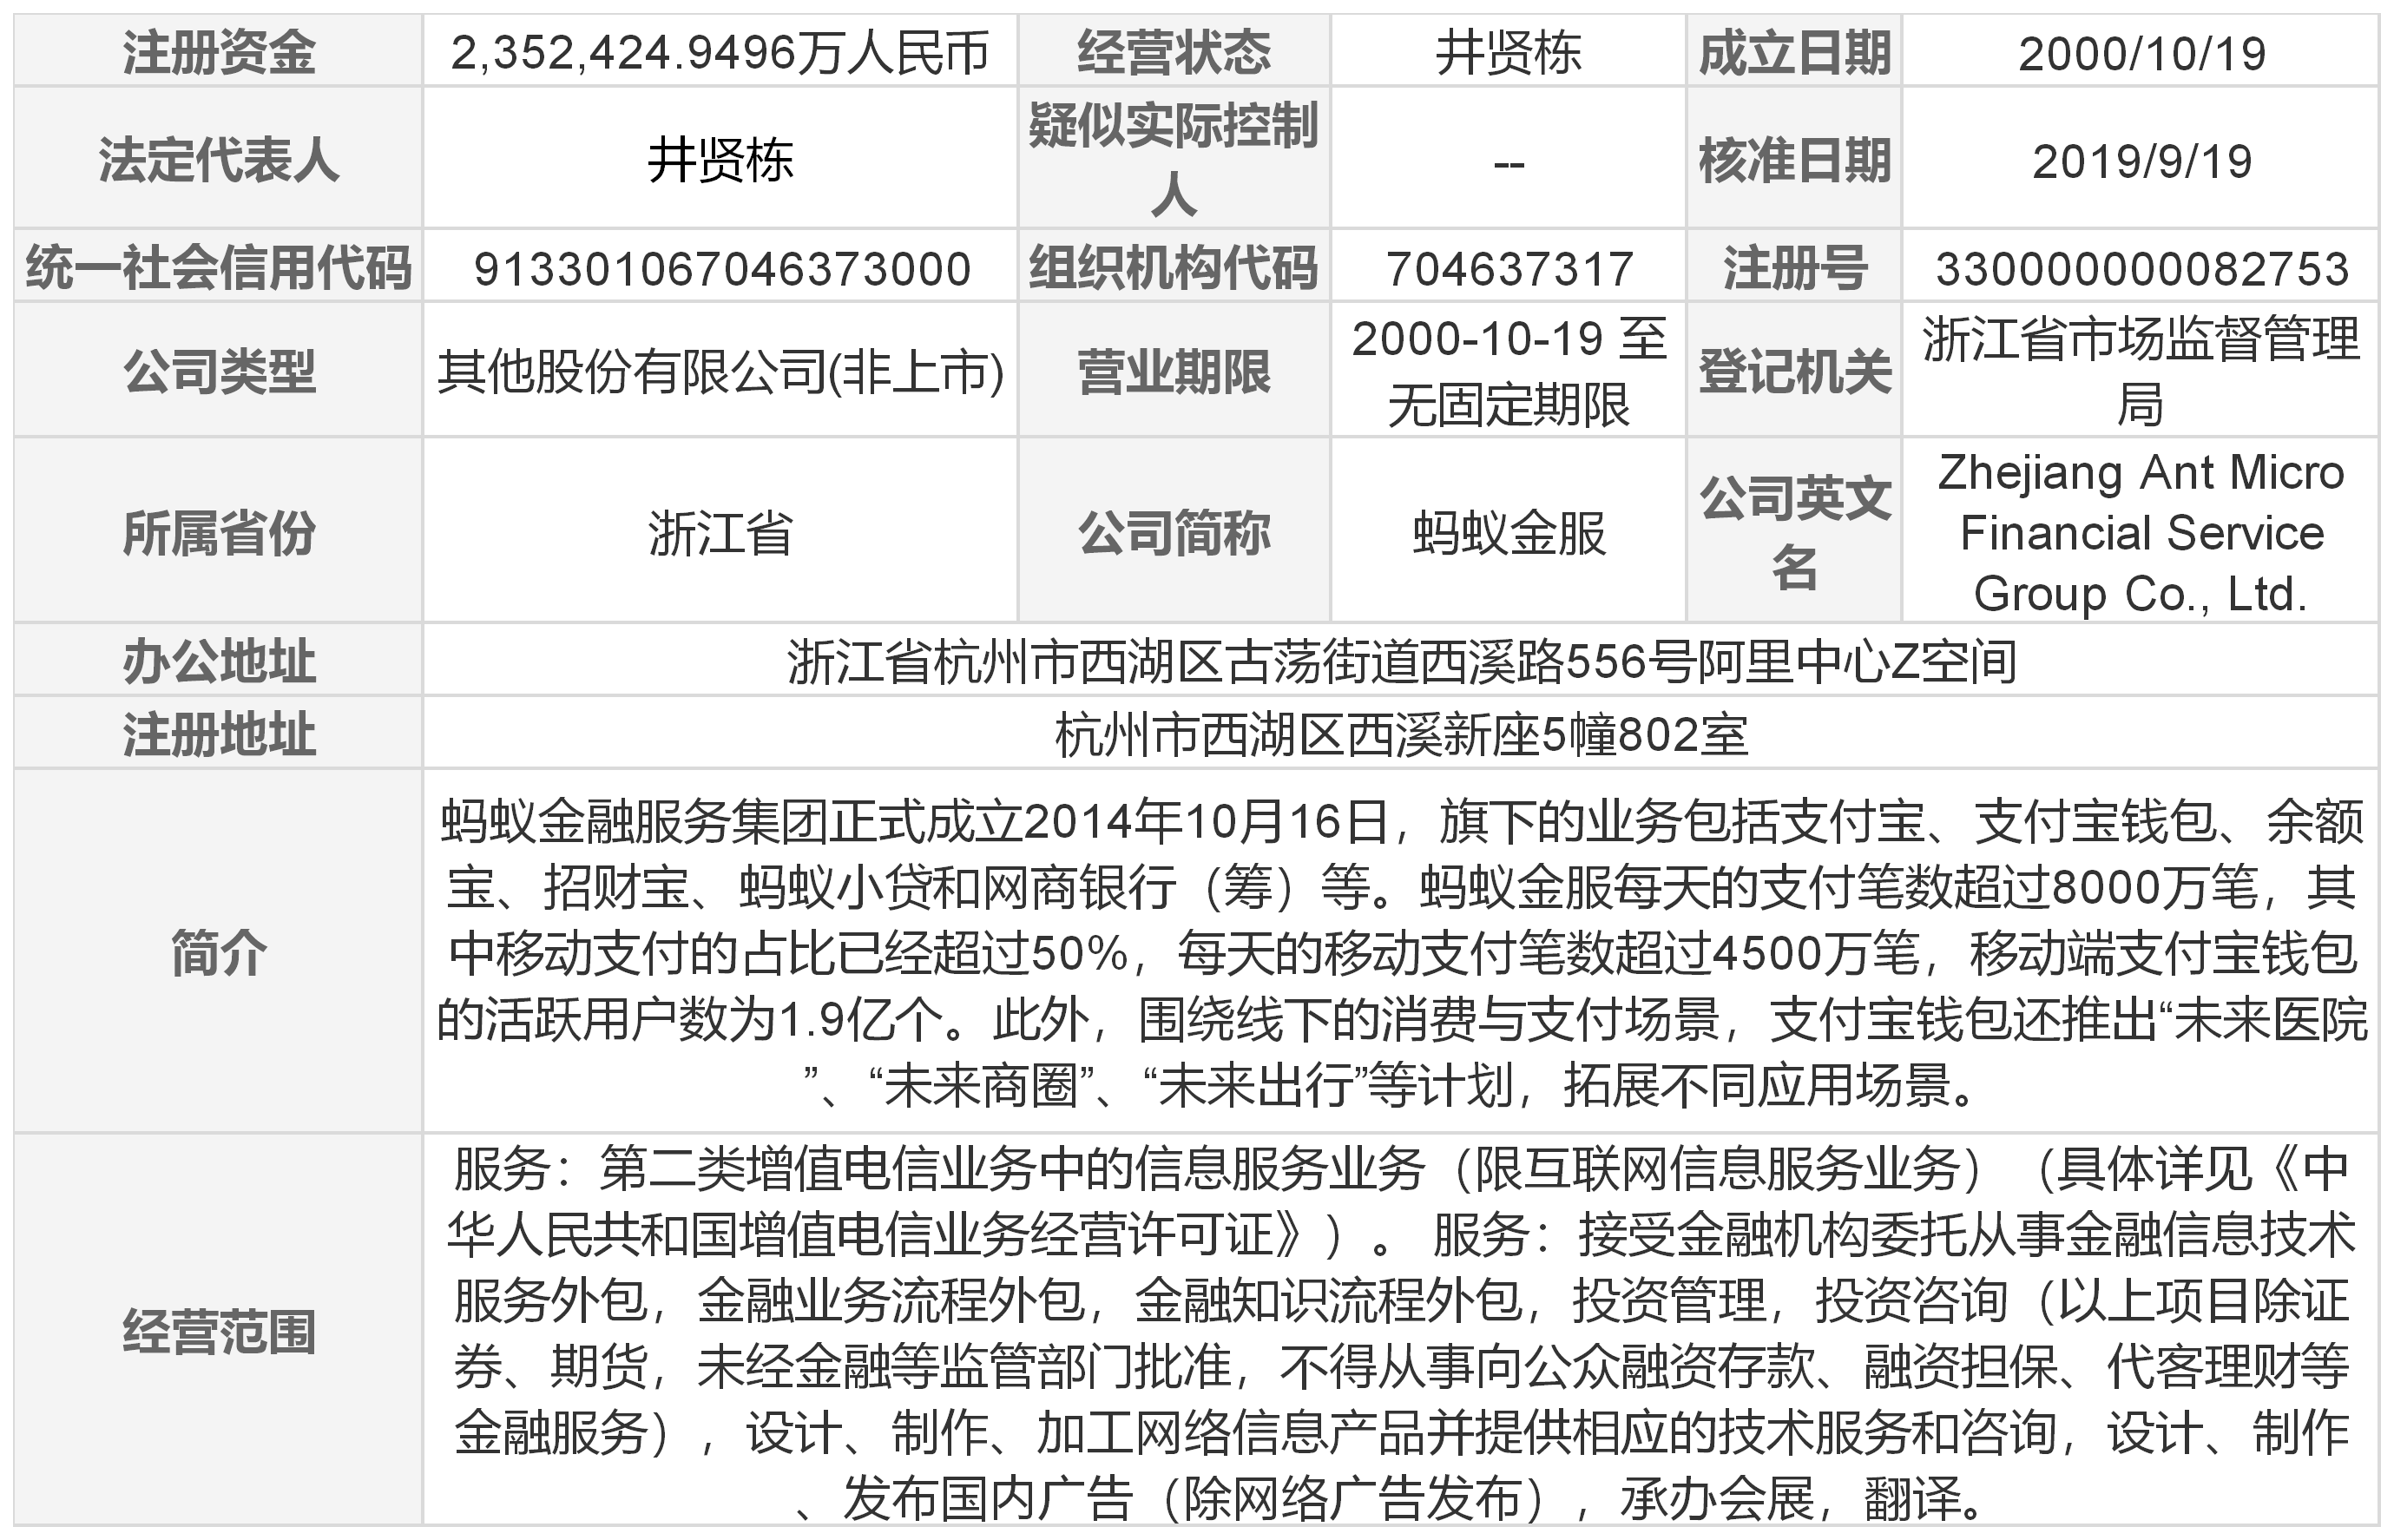 注册资金 2,352,424.9496万人民币 经营状态 井贤栋 成立日期 2000/10/19
法定代表人 井贤栋 疑似实际控制
人 -- 核准日期 2019/9/19
统一社会信用代码 913301067046373000 组织机构代码 704637317 注册号 330000000082753
公司类型 其他股份有限公司(非上市) 营业期限 2000-10-19 至
无固定期限 登记机关 浙江省市场监督管理
局
所属省份 浙江省 公司简称 蚂蚁金服 公司英文
名 Zhejiang Ant Micro
Financial Service
Group Co., Ltd.
办公地址 浙江省杭州市西湖区古荡街道西溪路556号阿里中心Z空间
注册地址 杭州市西湖区西溪新座5幢802室
简介 蚂蚁金融服务集团正式成立2014年10月16日，旗下的业务包括支付宝、支付宝钱包、余额
宝、招财宝、蚂蚁小贷和网商银行（筹）等。蚂蚁金服每天的支付笔数超过8000万笔，其
中移动支付的占比已经超过50%，每天的移动支付笔数超过4500万笔，移动端支付宝钱包
的活跃用户数为1.9亿个。此外，围绕线下的消费与支付场景，支付宝钱包还推出“未来医院
”、“未来商圈”、“未来出行”等计划，拓展不同应用场景。
经营范围 服务：第二类增值电信业务中的信息服务业务（限互联网信息服务业务）（具体详见《中
华人民共和国增值电信业务经营许可证》）。 服务：接受金融机构委托从事金融信息技术
服务外包，金融业务流程外包，金融知识流程外包，投资管理，投资咨询（以上项目除证
券、期货，未经金融等监管部门批准，不得从事向公众融资存款、融资担保、代客理财等
金融服务），设计、制作、加工网络信息产品并提供相应的技术服务和咨询，设计、制作
、发布国内广告（除网络广告发布），承办会展，翻译。